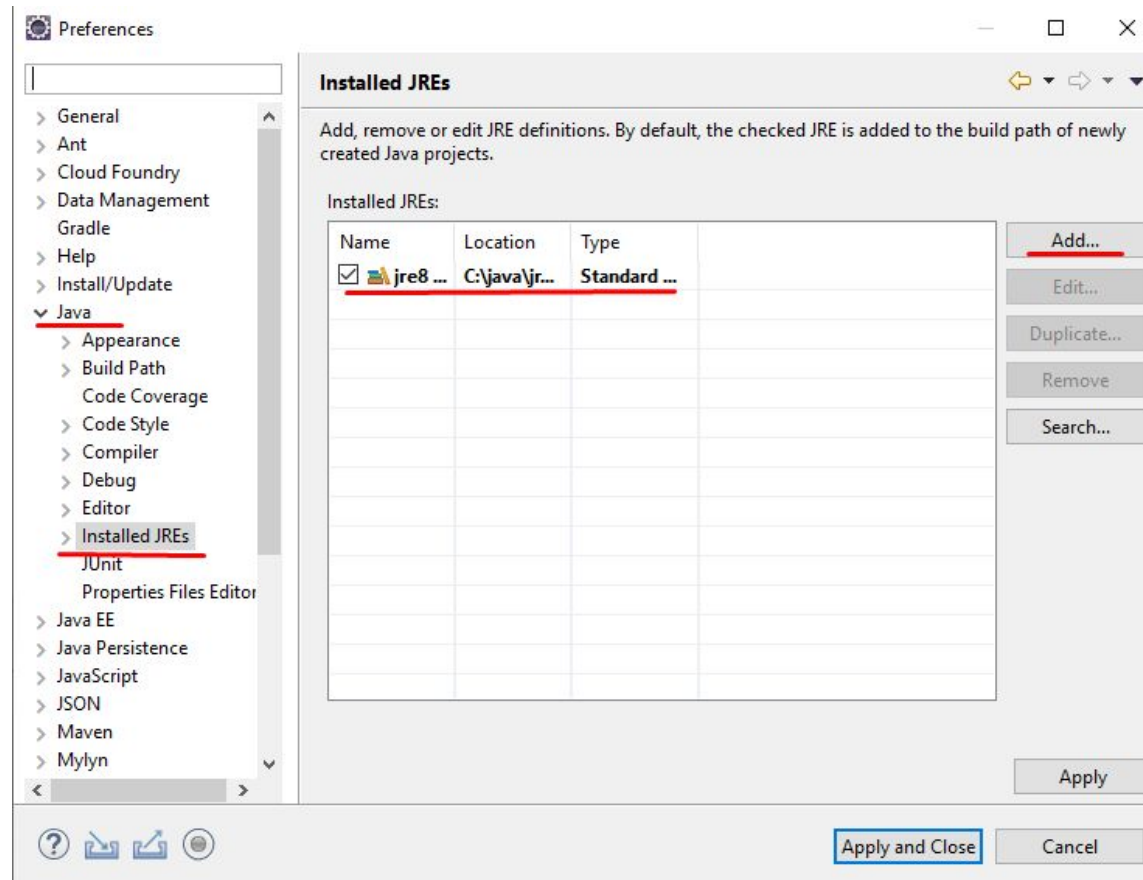 Preferences
General
Ant
Cloud Foundry
Data Management
Gradle
Help
Install/Update
Java
Appearance
Build Path
Code Coverage
Code Style
Compiler
Debug
Editor
Installed JREs
JUnit
Properties Files Editor
Java EE
Java Persistence
JavaScript
JSON
Maven
Mylyn
Installed JREs
Add, remove or edit JRE definitions. By default, the checked JRE is added to the build path of newly
created Java projects.
Installed JREs:
Name Location Type
jre8 ... C:\java\jr... Standard ...
Add...
Edit...
Duplicate...
Remove
Search...
Apply
Apply and Close Cancel